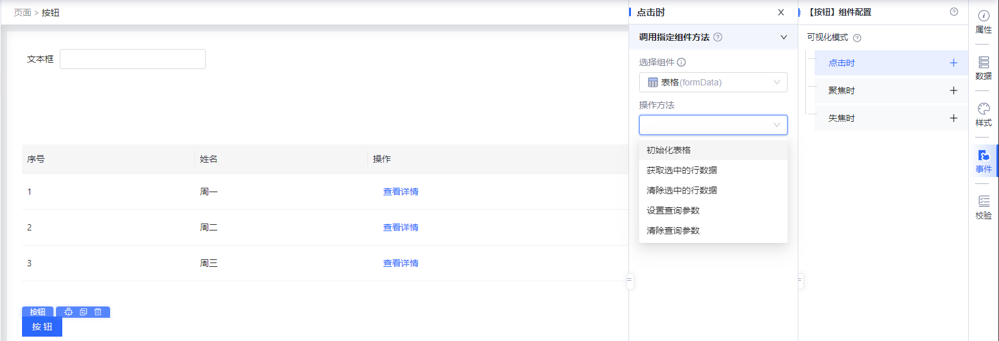 页面 > 按钮
文本框
序号 姓名 操作
1 周一 查看详情
2 周二 查看详情
3 周三 查看详情
按钮
按 钮
点击时
调用指定组件方法
选择组件
表格(formData)
操作方法
初始化表格
获取选中的行数据
清除选中的行数据
设置查询参数
清除查询参数
【按钮】组件配置
可视化模式
点击时
聚焦时
失焦时
属性
数据
样式
事件
校验